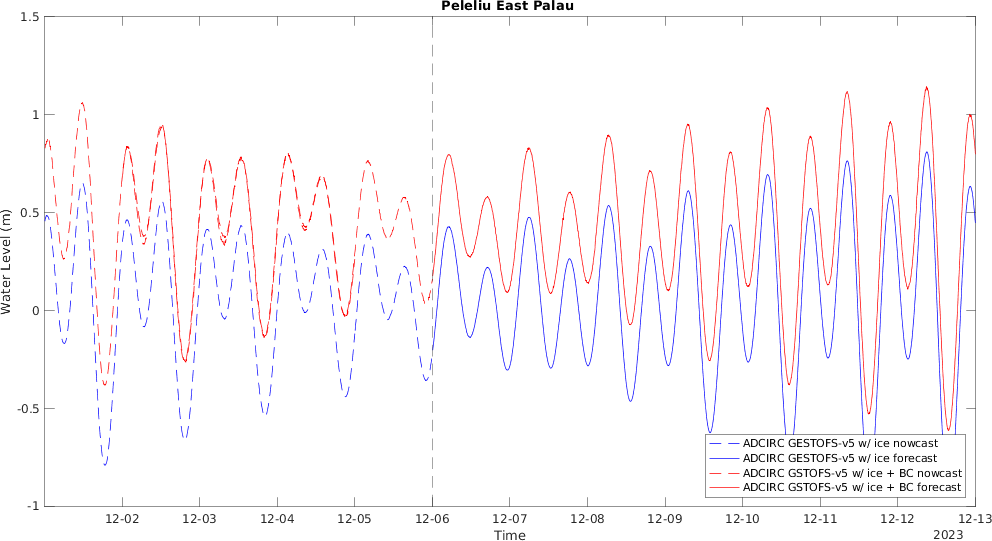 Peleliu East Palau
1.5
1
0.5
0
-0.5
-1
Water Level (m)
ADCIRC GESTOFS-v5 w/ ice nowcast
ADCIRC GESTOFS-v5 w/ ice forecast
ADCIRC GSTOFS-v5 w/ ice + BC nowcast
ADCIRC GSTOFS-v5 w/ ice + BC forecast
12-02 12-03 12-04 12-05 12-06 12-07 12-08 12-09 12-10 12-11 12-12 12-13
Time
2023